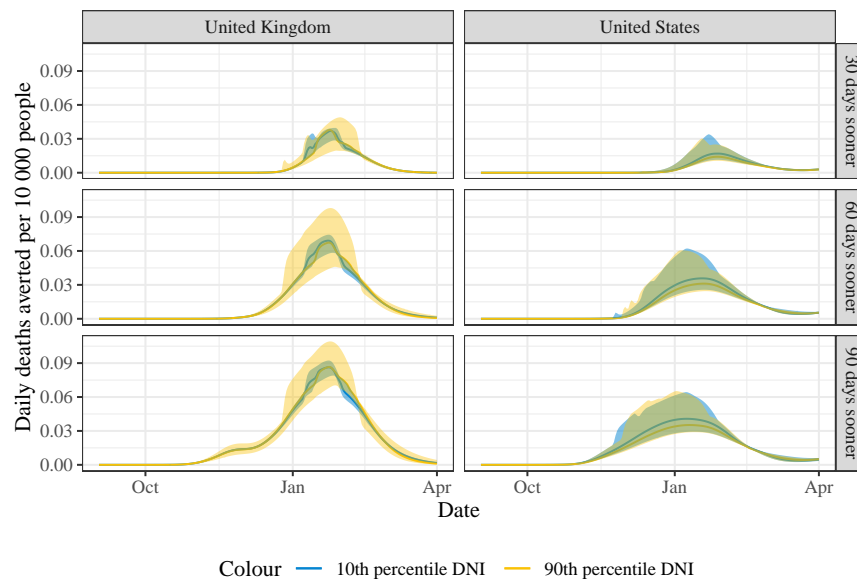 United Kingdom
United States
Daily deaths averted per 10 000 people
0.09
0.06
0.03
0.00
30 days sooner
0.09
0.06
0.03
0.00
60 days sooner
0.09
0.06
0.03
0.00
90 days sooner
Oct
Jan
Apr
Oct
Jan
Apr
Date
Colour
10th percentile DNI
90th percentile DNI